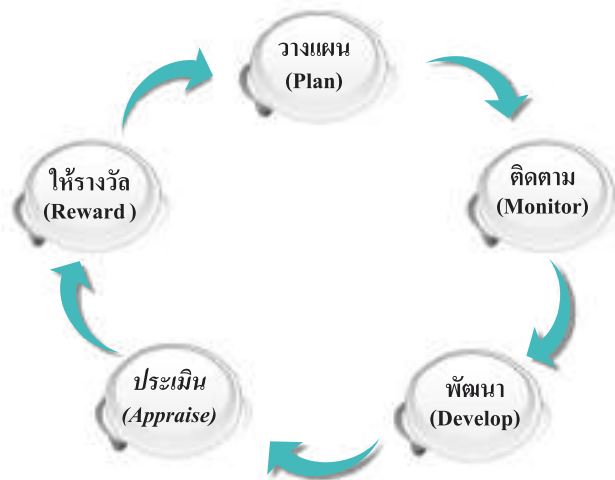 วางแผน
(Plan)
ติดตาม
(Monitor)
พัฒนา
(Develop)
ประเมิน
(Appraise)
ให้รางวัล
(Reward )